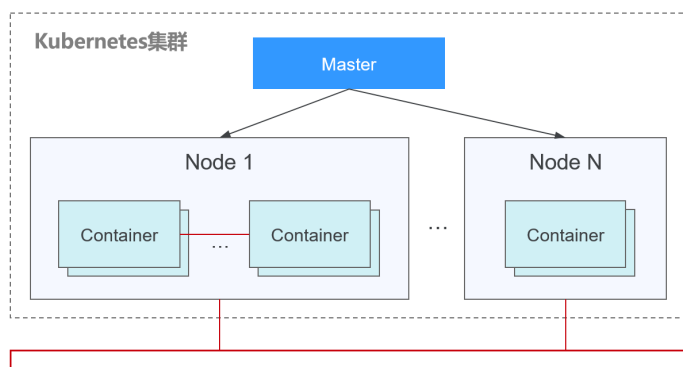 Kubernetes集群
Master
Node 1
Node N
Container
...
Container
...
Container